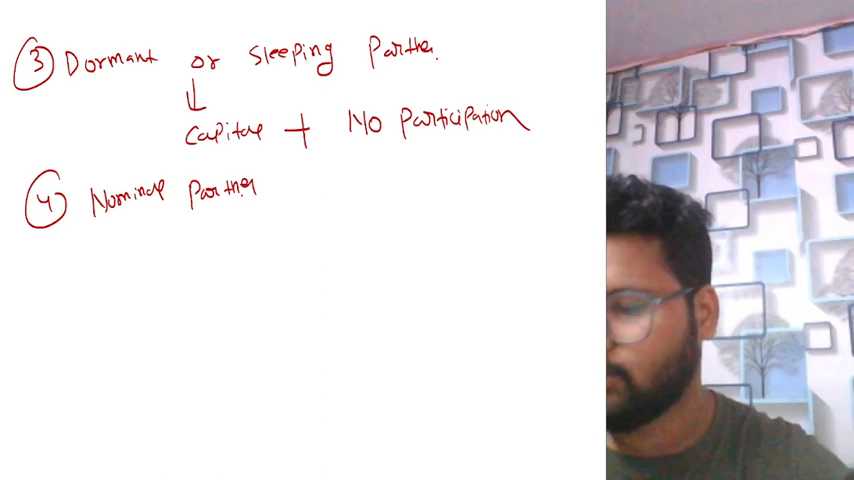 3 Dormant or Sleeping Partner
↓
Capital + No Participation
4 Nominal Partner